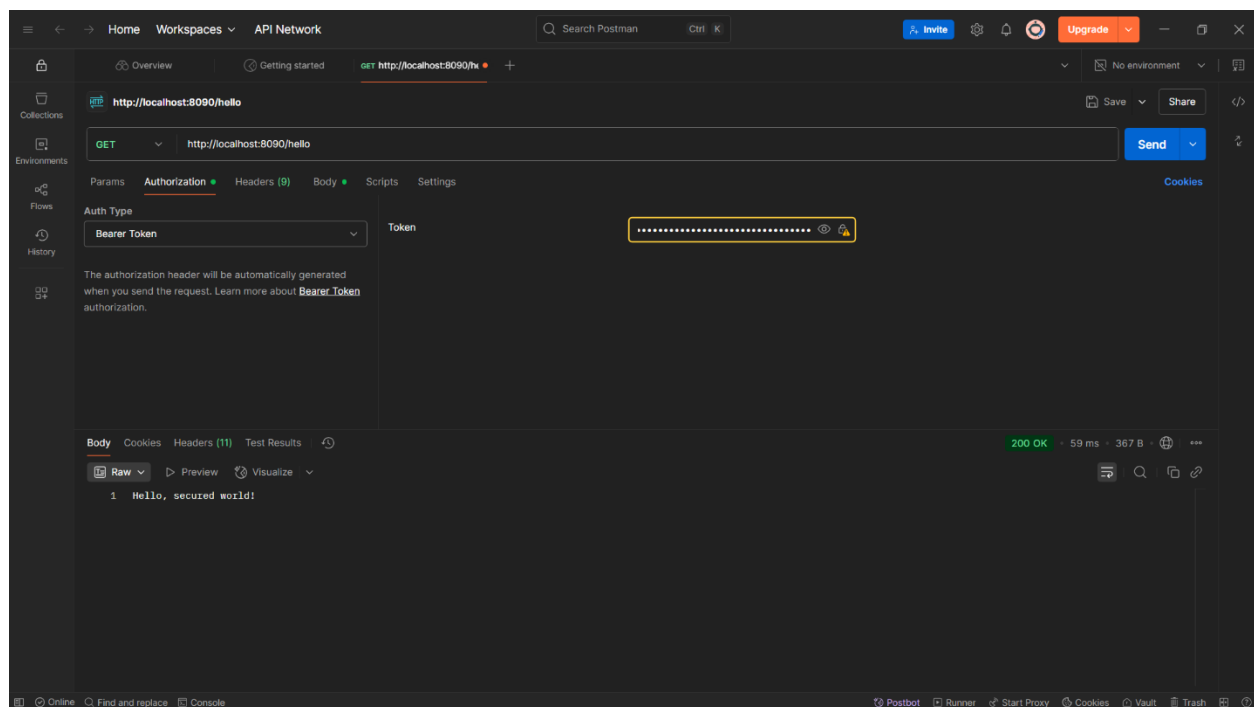 Home Workspaces API Network Search Postman Ctrl K Invite Upgrade
Overview Getting started GET http://localhost:8090/he No environment
HTTP http://localhost:8090/hello Save Share
Collections
GET http://localhost:8090/hello Send
Environments
Params Authorization Headers (9) Body Scripts Settings Cookies
Flows
Auth Type
Bearer Token
Token
History
The authorization header will be automatically generated
when you send the request. Learn more about Bearer Token
authorization.
Body Cookies Headers (11) Test Results 200 OK 59 ms 367 B
Raw Preview Visualize
1 Hello, secured world!
Online Find and replace Console Postbot Runner Start Proxy Cookies Vault Trash